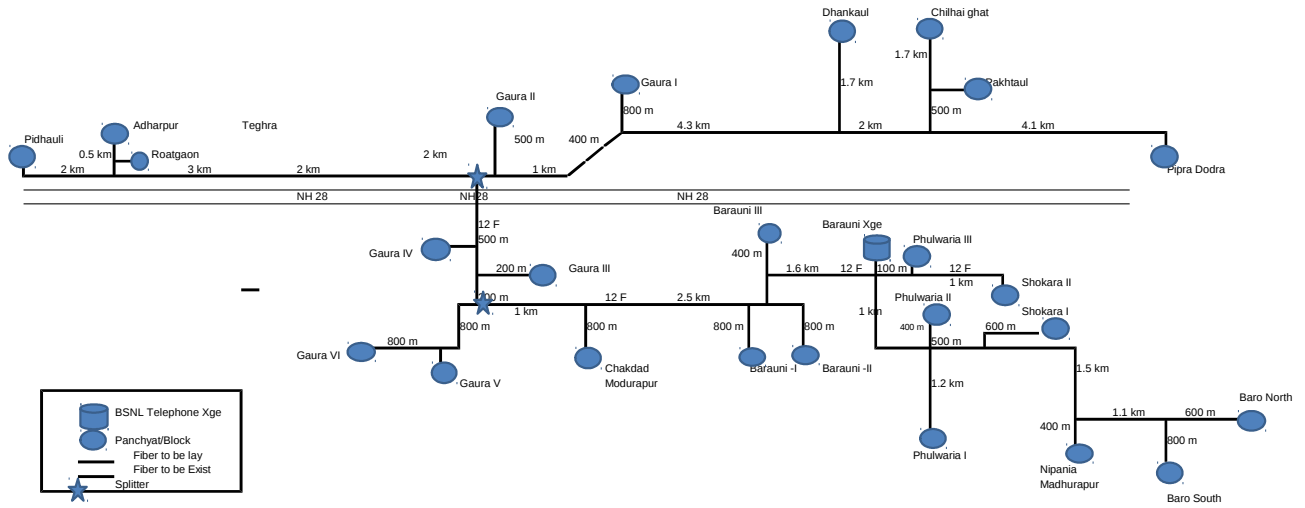 Dhankaul
Chilhai ghat
1.7 km
Gaura I
1.7 km
Pakhtaul
Gaura II
800 m
500 m
Adharpur
Teghra
4.3 km
2 km
4.1 km
Pidhauli
500 m
400 m
0.5 km
Roatgaon
2 km
2 km
3 km
2 km
1 km
Pipra Dodra
NH 28
NH28
NH 28
Barauni III
12 F
Barauni Xge
500 m
Phulwaria III
Gaura IV
400 m
200 m
Gaura III
1.6 km
12 F
100 m
12 F
1 km
Shokara II
200 m
12 F
2.5 km
Phulwaria II
1 km
1 km
Shokara I
800 m
800 m
800 m
800 m
400 m
600 m
800 m
500 m
Gaura VI
Barauni -I
Barauni -II
Chakdad
Modurapur
1.5 km
Gaura V
1.2 km
Baro North
BSNL Telephone Xge
1.1 km
600 m
400 m
Panchyat/Block
800 m
Fiber to be lay
Phulwaria I
Fiber to be Exist
Nipania
Madhurapur
Splitter
Baro South